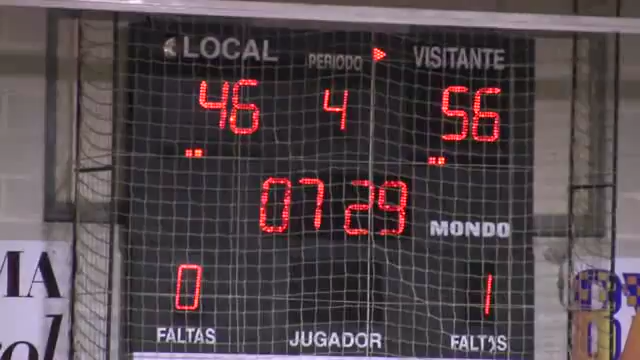 LOCAL PERIODO VISITANTE
46 4 56
07 29
MONDO
0 1
FALTAS JUGADOR FALTAS
MA